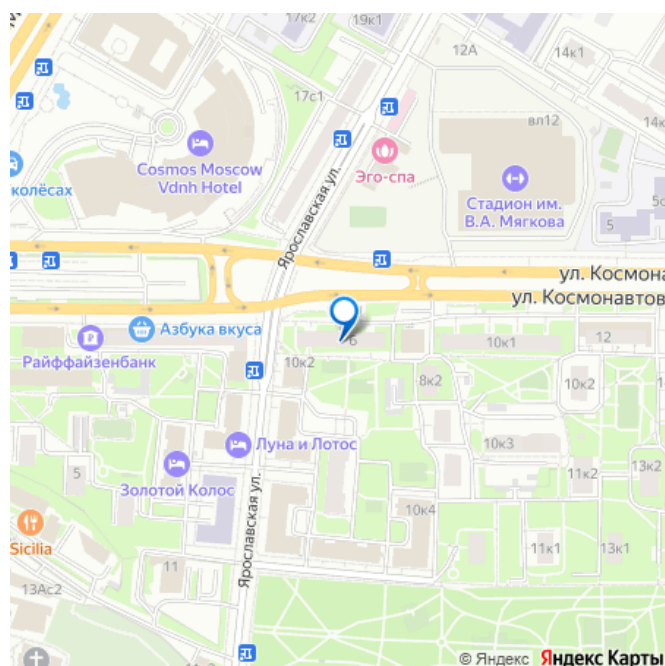 17к2
19к1
12А
14к1
17с1
14к
вл12
Cosmos Moscow
Vdnh Hotel
колёсах
Эго-спа
Стадион им.
В.А. Мягкова
5
Ярославская ул.
ул. Космона
ул. Космонавтов
Азбука вкуса
Райффайзенбанк
6
10к1
12
10к2
8к2
10к2
Луна и Лотос
10к3
Золотой Колос
5
11к2
13к2
Ярославская ул.
10к4
Sicilia
11
11к1
13к1
13Ас2
© Яндекс Яндекс Карты